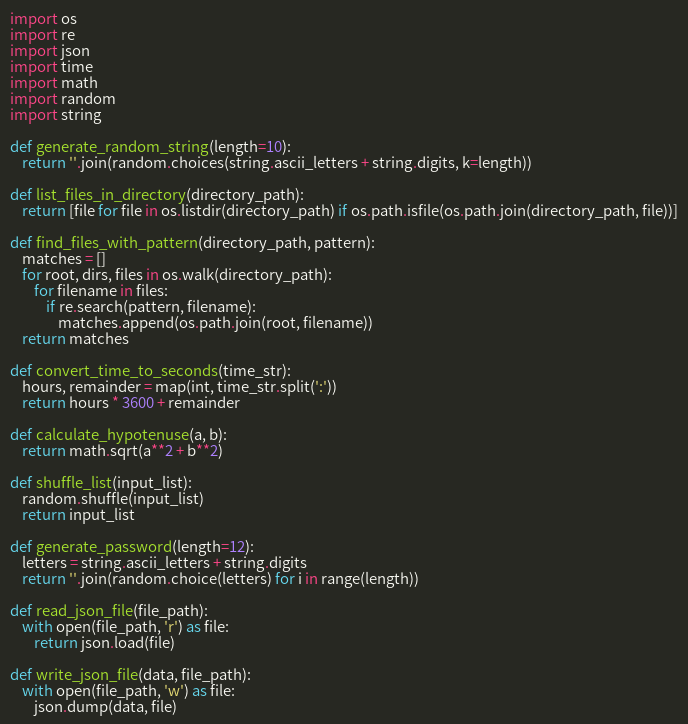 import os
import re
import json
import time
import math
import random
import string

def generate_random_string(length=10):
    return ''.join(random.choices(string.ascii_letters + string.digits, k=length))

def list_files_in_directory(directory_path):
    return [file for file in os.listdir(directory_path) if os.path.isfile(os.path.join(directory_path, file))]

def find_files_with_pattern(directory_path, pattern):
    matches = []
    for root, dirs, files in os.walk(directory_path):
        for filename in files:
            if re.search(pattern, filename):
                matches.append(os.path.join(root, filename))
    return matches

def convert_time_to_seconds(time_str):
    hours, remainder = map(int, time_str.split(':'))
    return hours * 3600 + remainder

def calculate_hypotenuse(a, b):
    return math.sqrt(a**2 + b**2)

def shuffle_list(input_list):
    random.shuffle(input_list)
    return input_list

def generate_password(length=12):
    letters = string.ascii_letters + string.digits
    return ''.join(random.choice(letters) for i in range(length))

def read_json_file(file_path):
    with open(file_path, 'r') as file:
        return json.load(file)

def write_json_file(data, file_path):
    with open(file_path, 'w') as file:
        json.dump(data, file)